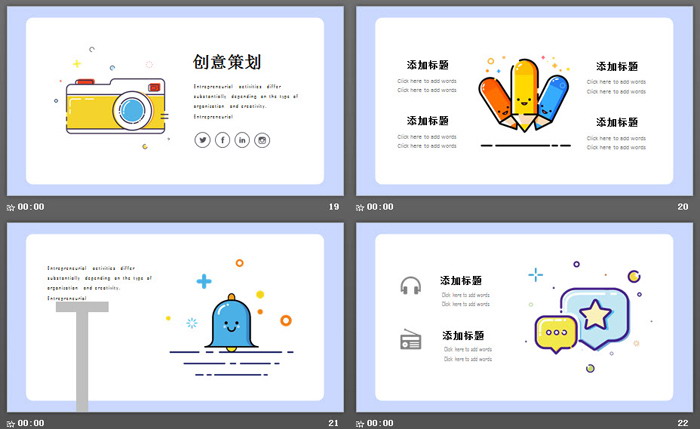 创意策划
Entrepreneurial activities differ
substantially depending on the type of
organization and creativity.
Entrepreneurial
00:00
19
添加标题
Click here to add words
Click here to add words
添加标题
Click here to add words
Click here to add words
添加标题
Click here to add words
Click here to add words
添加标题
Click here to add words
Click here to add words
00:00
20
Entrepreneurial activities differ
substantially depending on the type of
organization and creativity.
Entrepreneurial
00:00
21
添加标题
Click here to add words
Click here to add words
添加标题
Click here to add words
Click here to add words
00:00
22